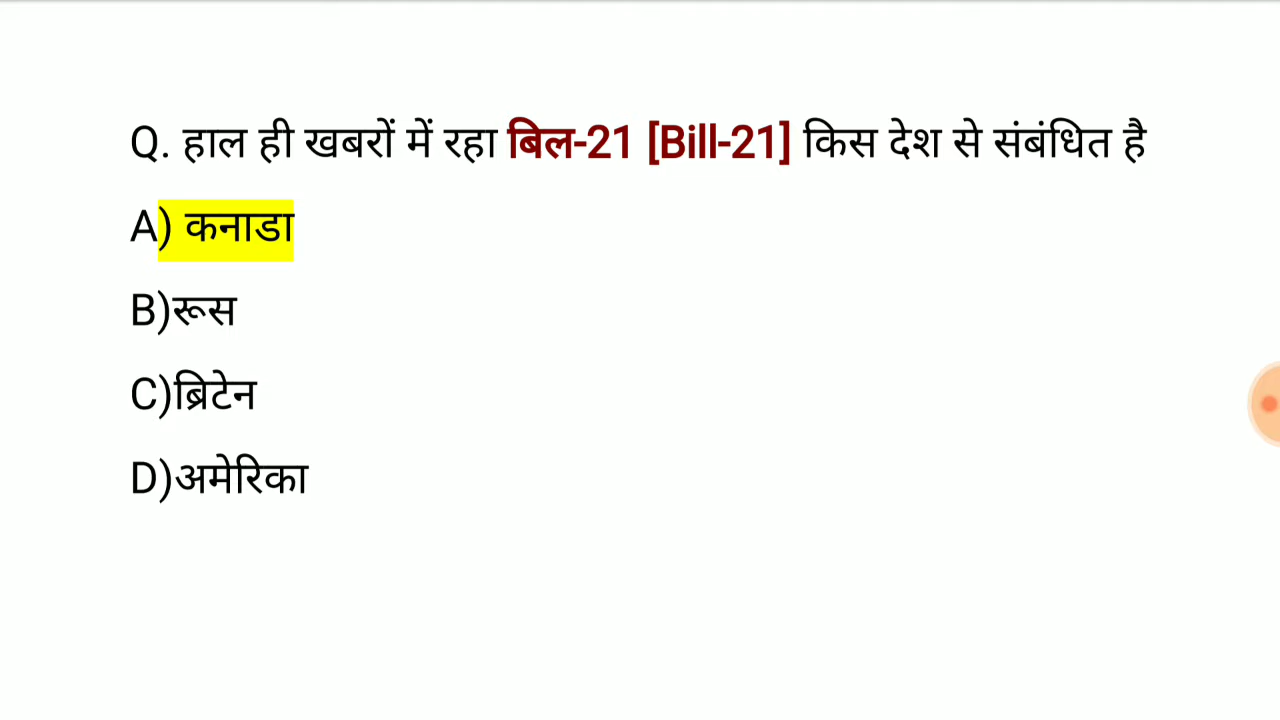 Q. हाल ही खबरों में रहा बिल-21 [Bill-21] किस देश से संबंधित है
A) कनाडा
B)रूस
C)ब्रिटेन
D)अमेरिका